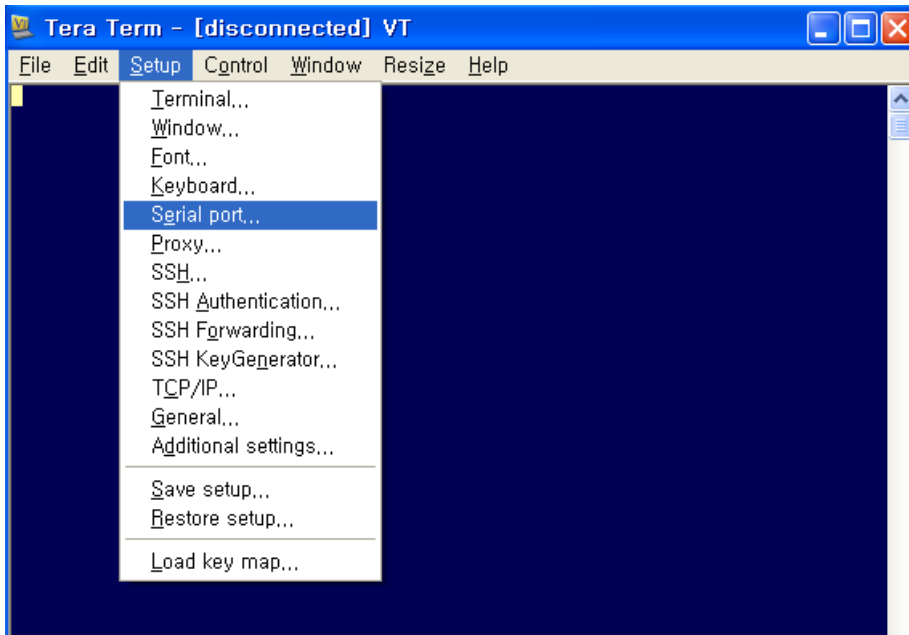 Tera Term - [disconnected] VT
File Edit Setup Control Window Resize Help
Terminal...
Window...
Font...
Keyboard...
Serial port...
Proxy...
SSH...
SSH Authentication...
SSH Forwarding...
SSH KeyGenerator...
TCP/IP...
General...
Additional settings...
Save setup...
Restore setup...
Load key map...